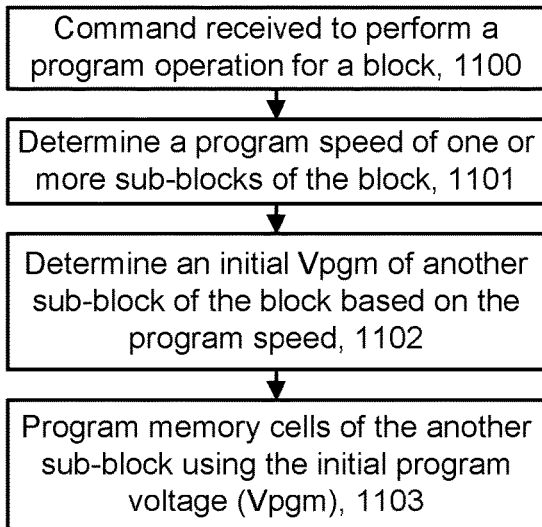 Command received to perform a
program operation for a block, 1100
Determine a program speed of one or
more sub-blocks of the block, 1101
Determine an initial Vpgm of another
sub-block of the block based on the
program speed, 1102
Program memory cells of the another
sub-block using the initial program
voltage (Vpgm), 1103